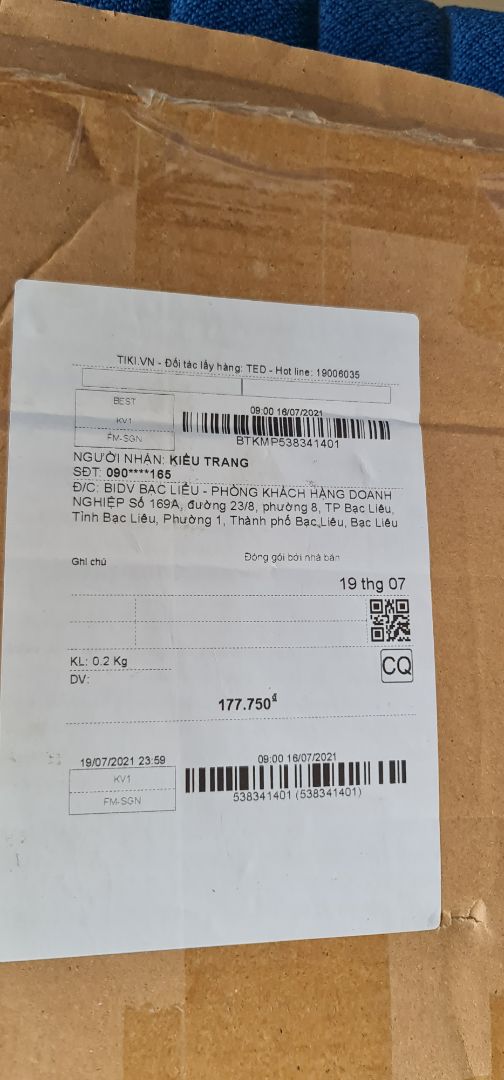 TIKI.VN - Đối tác lấy hàng: TED - Hot line: 19006035
BEST
KV1
FM-SGN
09:00 16/07/2021
BTKMP538341401
NGƯỜI NHẬN: KIỀU TRANG
SĐT: 090****165
Đ/C: BIDV BẠC LIÊU - PHÒNG KHÁCH HÀNG DOANH
NGHIỆP Số 169A, đường 23/8, phường 8, TP Bạc Liêu,
Tỉnh Bạc Liêu, Phường 1, Thành phố Bạc Liêu, Bạc Liêu
Ghi chú
Đóng gói bởi nhà bán
19 thg 07
KL: 0.2 Kg
CQ
DV:
177.750đ
19/07/2021 23:59
KV1
FM-SGN
09:00 16/07/2021
538341401 (538341401)